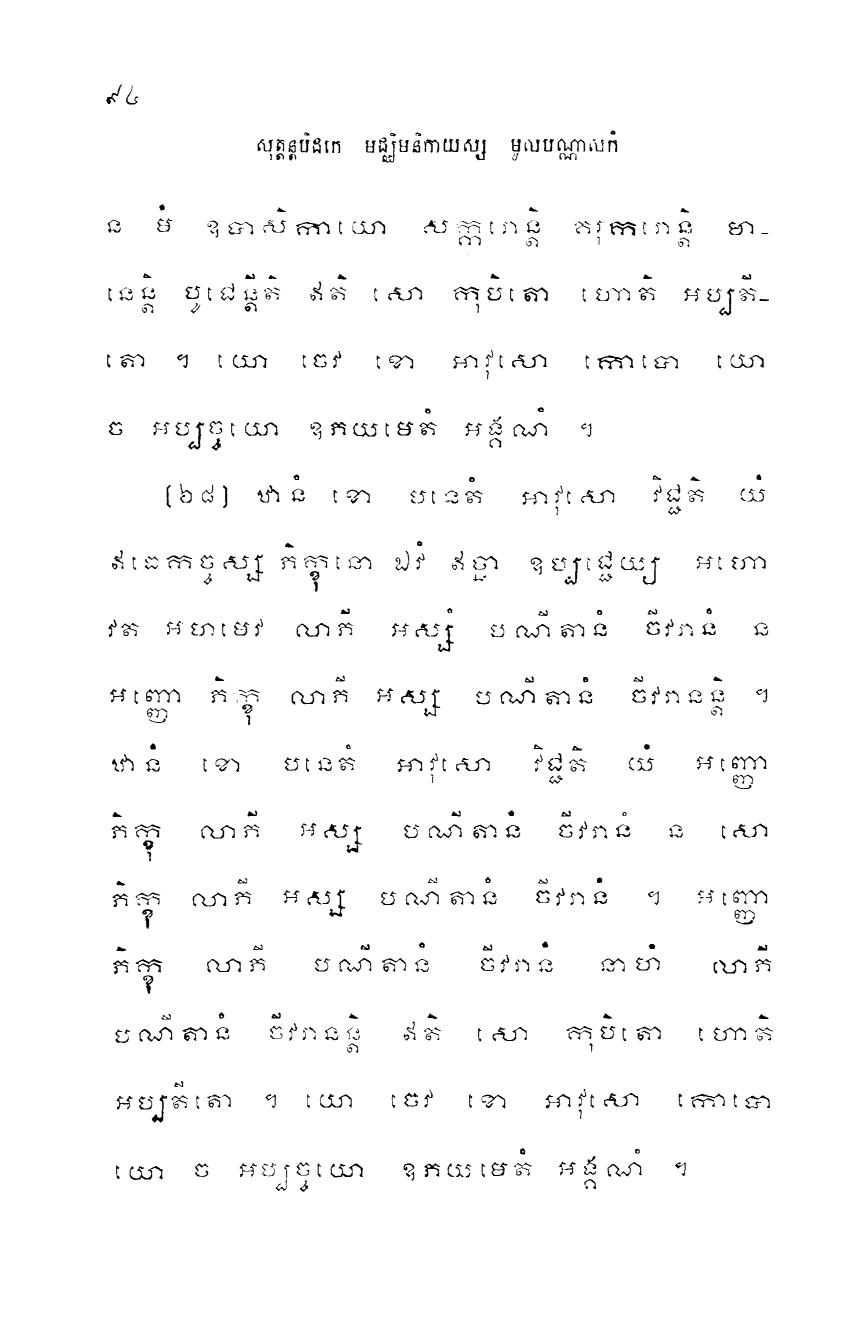 ៩៤
សុត្តន្តបិដកេ មជ្ឈិមនិកាយស្ស មូលបណ្ណាសកំ
ន មំ ឧបាសិកាយោ សក្ករោន្តិ គរុករោន្តិ មា-
នេន្តិ បូជេន្តីតិ ឥតិ សោ កុបិតោ ហោតិ អប្បតី-
តោ ។ យោ ចេវ ខោ អាវុសោ កោបោ យោ
ច អប្បច្ចយោ ឧភយមេតំ អង្គណំ ។
(៦៨) ឋានំ ខោ បនេតំ អាវុសោ វិជ្ជតិ យំ
ឥធេកច្ចស្ស ភិក្ខុនោ ឯវំ ឥច្ឆា ឧប្បជ្ជេយ្យ អហោ
វត អហមេវ លាភី អស្សំ បណីតានំ ចីវរានំ ន
អញ្ញោ ភិក្ខុ លាភី អស្ស បណីតានំ ចីវរានន្តិ ។
ឋានំ ខោ បនេតំ អាវុសោ វិជ្ជតិ យំ អញ្ញោ
ភិក្ខុ លាភី អស្ស បណីតានំ ចីវរានំ ន សោ
ភិក្ខុ លាភី អស្ស បណីតានំ ចីវរានំ ។ អញ្ញោ
ភិក្ខុ លាភី បណីតានំ ចីវរានំ នាហំ លាភី
បណីតានំ ចីវរានន្តិ ឥតិ សោ កុបិតោ ហោតិ
អប្បតីតោ ។ យោ ចេវ ខោ អាវុសោ កោបោ
យោ ច អប្បច្ចយោ ឧភយមេតំ អង្គណំ ។